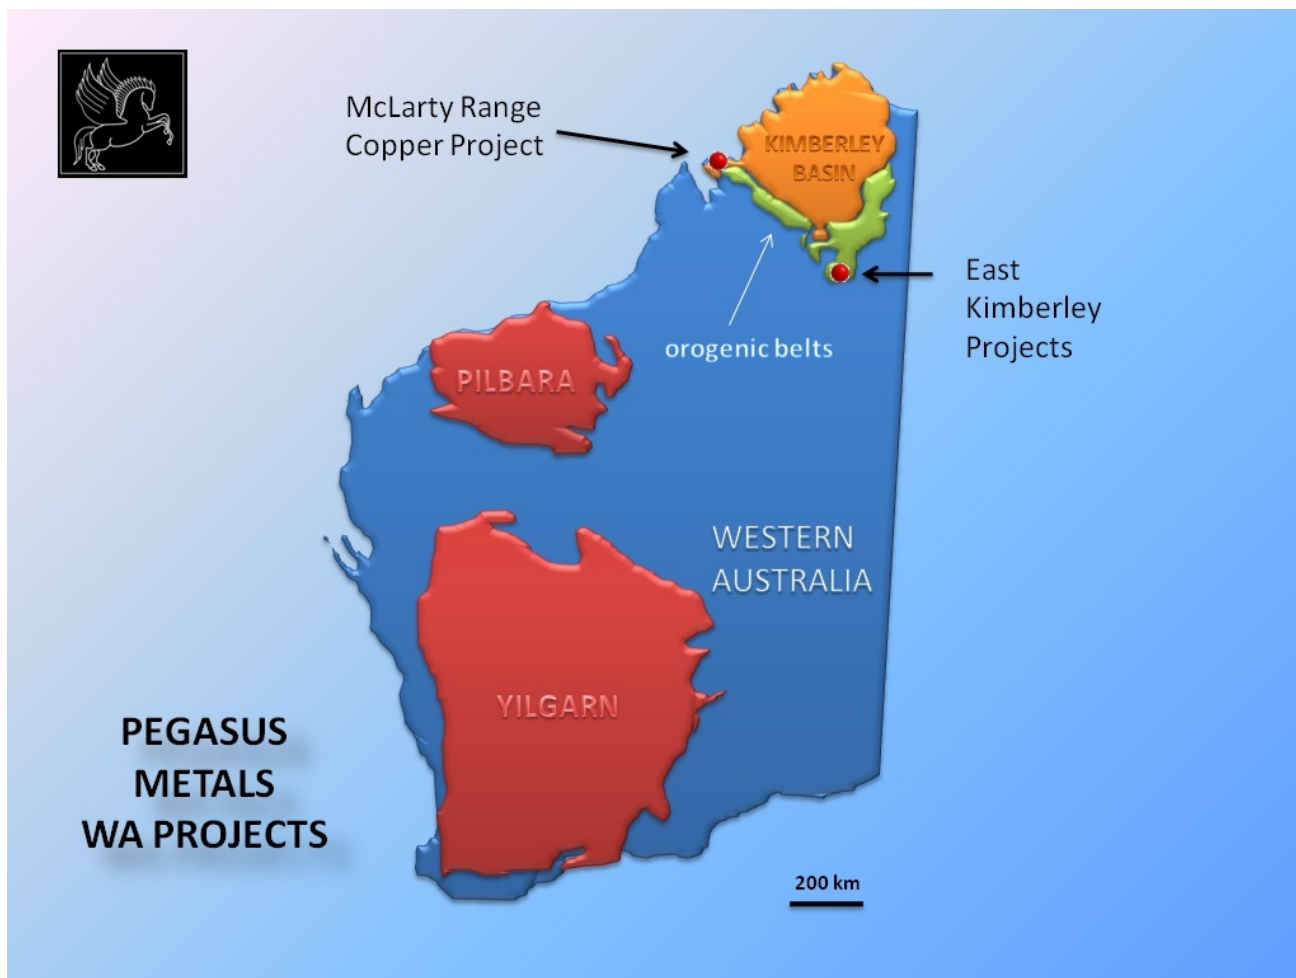 McLarty Range
Copper Project
KIMBERLEY
BASIN
East
Kimberley
Projects
orogenic belts
PILBARA
WESTERN
AUSTRALIA
YILGARN
PEGASUS
METALS
WA PROJECTS
200 km